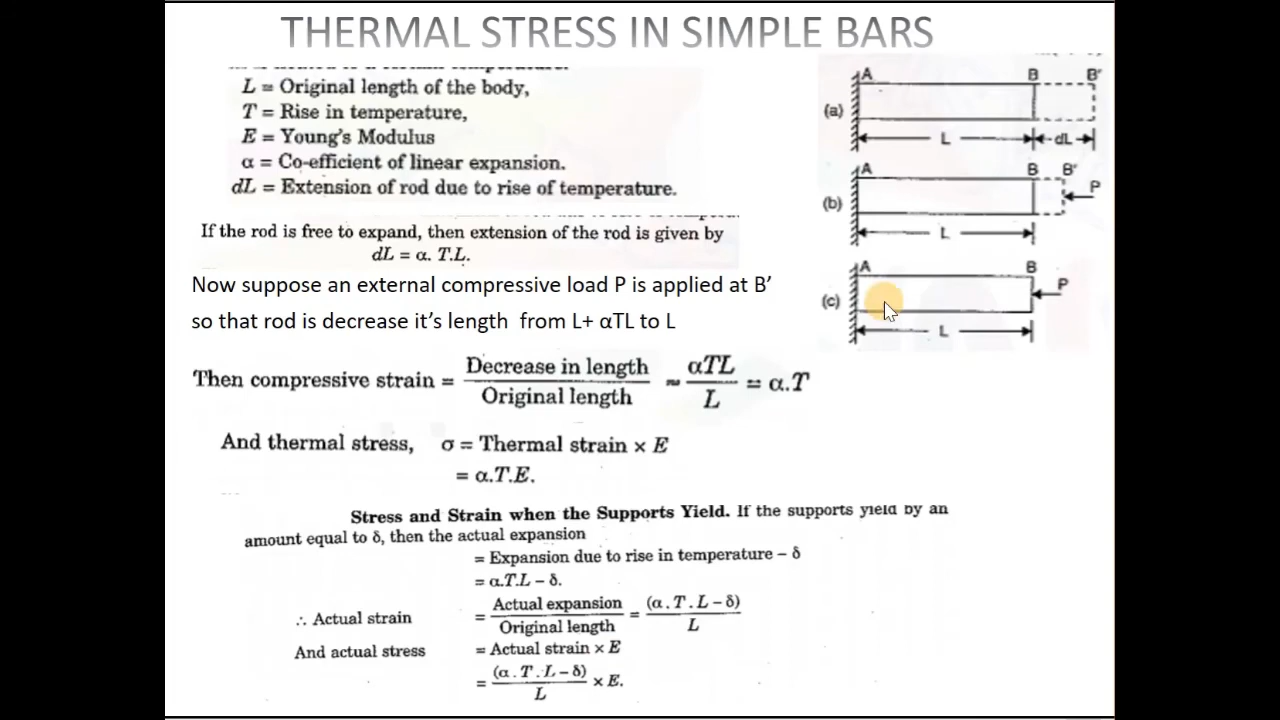 THERMAL STRESS IN SIMPLE BARS
L = Original length of the body,
T = Rise in temperature,
E = Young's Modulus
α = Co-efficient of linear expansion.
dL = Extension of rod due to rise of temperature.
If the rod is free to expand, then extension of the rod is given by
dL = α. T.L.
Now suppose an external compressive load P is applied at B'
so that rod is decrease it's length from L+ αTL to L
Then compressive strain = Decrease in length / Original length ≈ αTL / L = α.T
And thermal stress, σ = Thermal strain × E
= α.T.E.
Stress and Strain when the Supports Yield. If the supports yield by an
amount equal to δ, then the actual expansion
= Expansion due to rise in temperature – δ
= α.T.L – δ.
∴ Actual strain = Actual expansion / Original length = (α . T . L – δ) / L
And actual stress = Actual strain × E
= (α . T . L – δ) / L × E.
A B B'
(a)
L dL
A B B'
P
(b)
L
A B
P
(c)
L